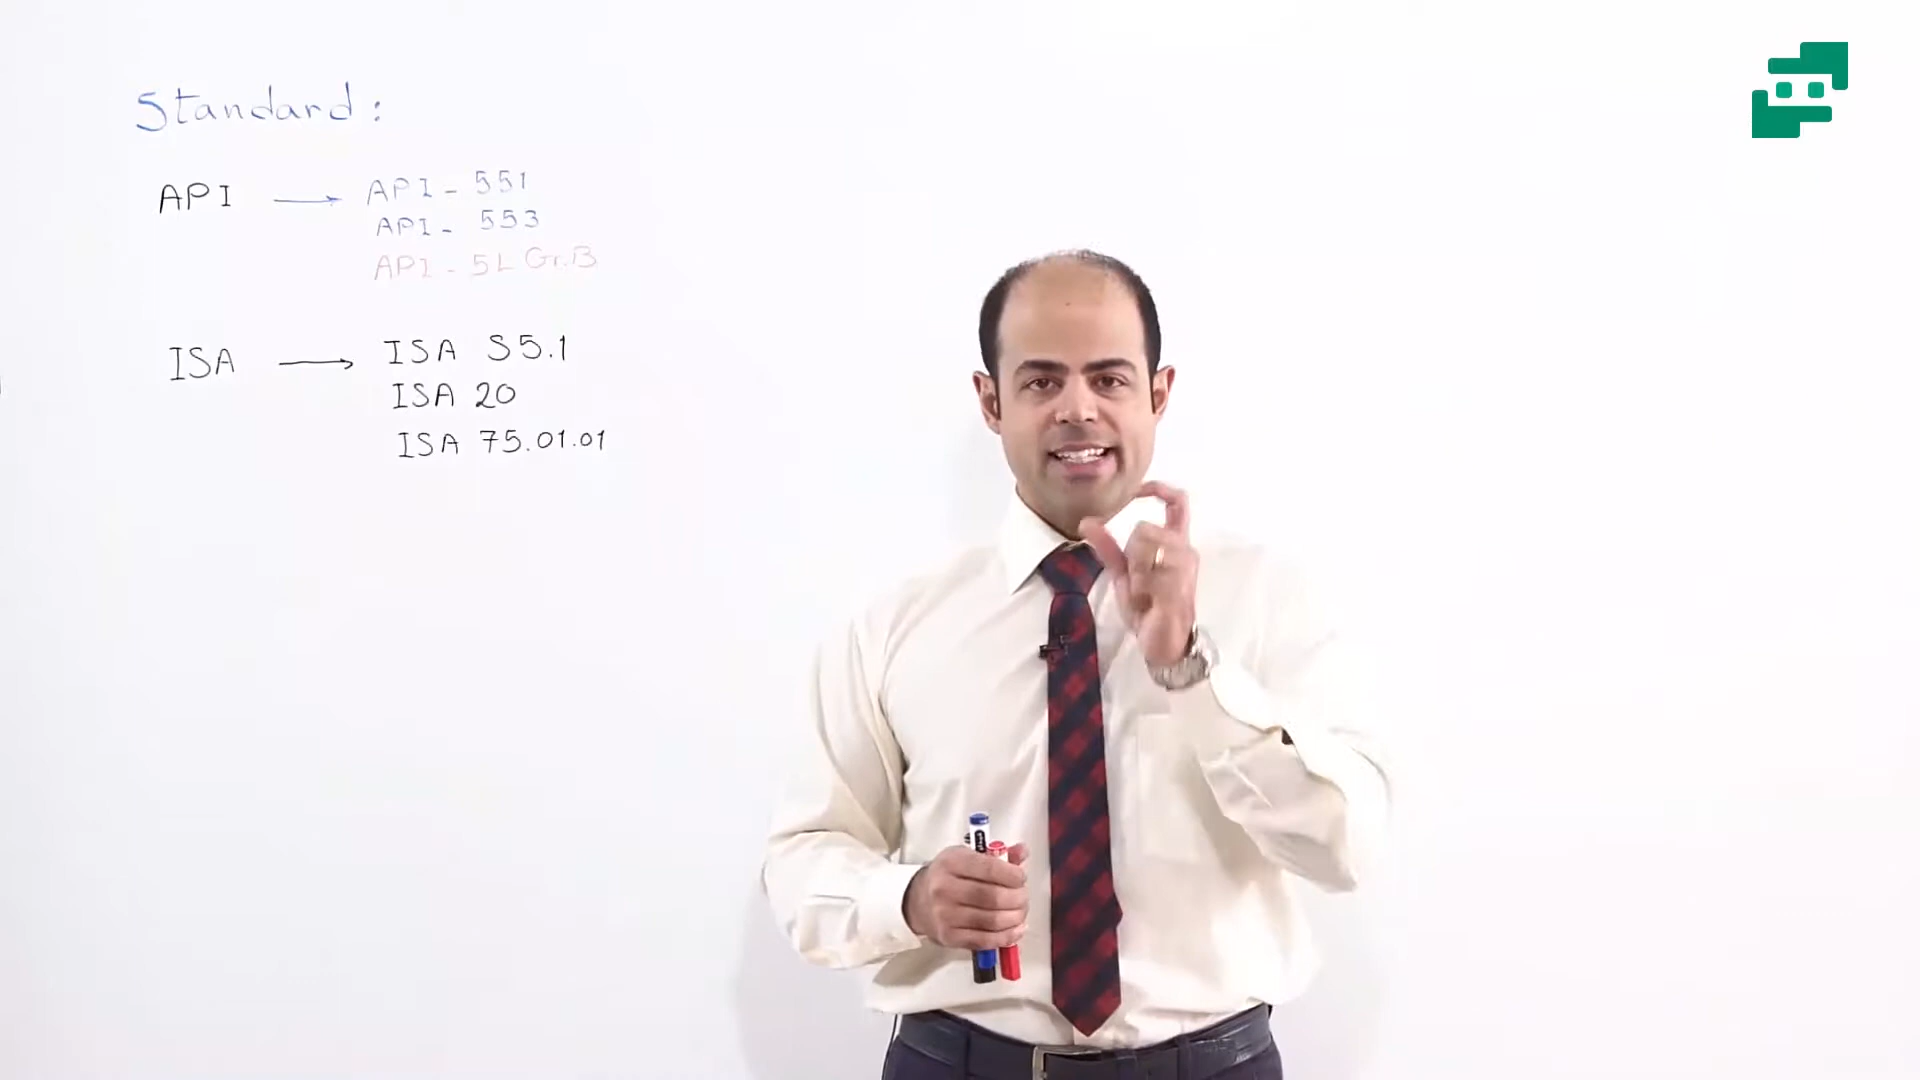 Standard:
API → API - 551
API - 553
API - 5L Gr.B
ISA → ISA S5.1
ISA 20
ISA 75.01.01